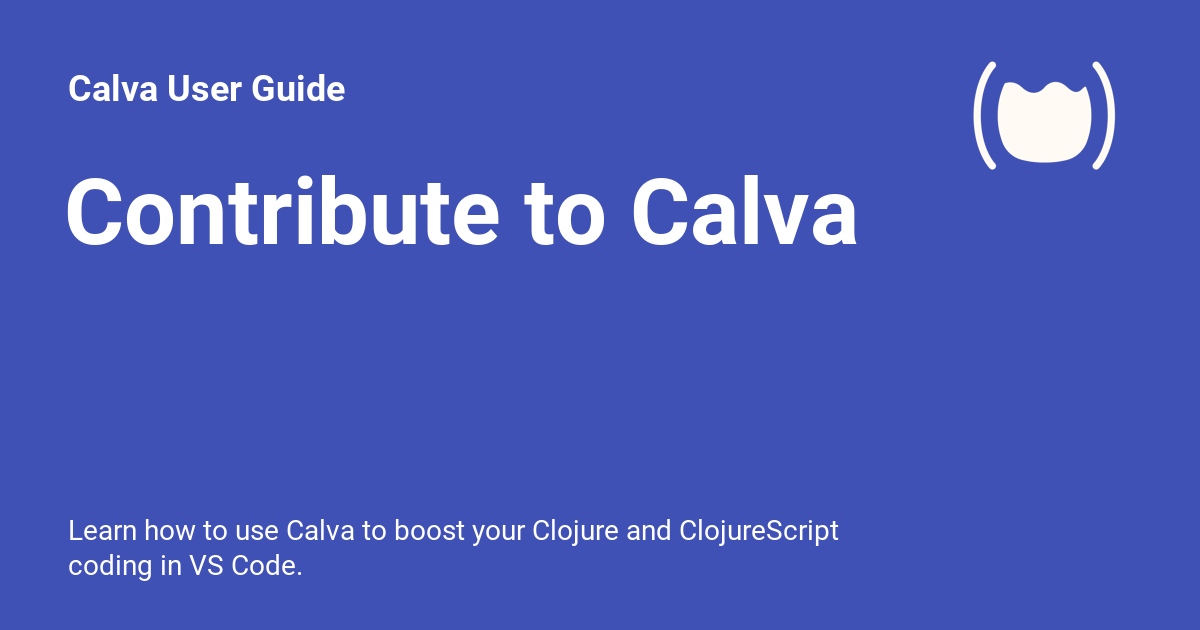 Calva User Guide
Contribute to Calva
Learn how to use Calva to boost your Clojure and ClojureScript
coding in VS Code.